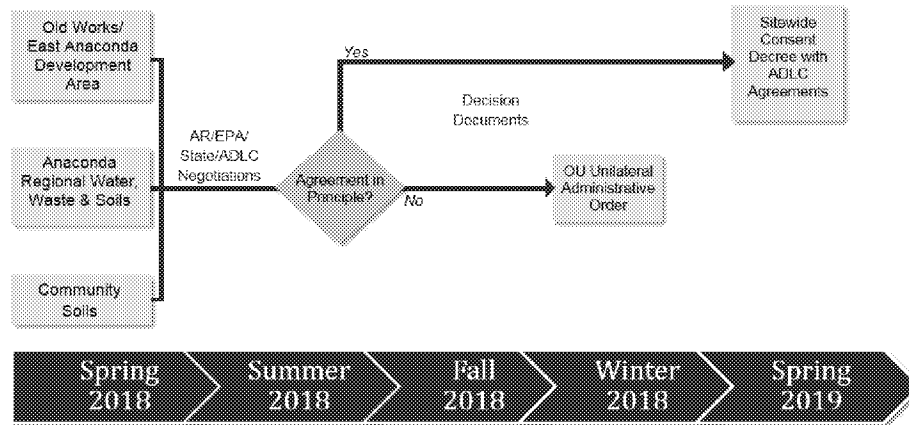 Old Works/
East Anaconda
Development
Area
Anaconda
Regional Water,
Waste & Soils
Community
Soils
AR/EPA/
State/ADLC
Negotiations
Agreement in
Principle?
Yes
No
Decision
Documents
OU Unilateral
Administrative
Order
Sitewide
Consent
Decree with
ADLC
Agreements
Spring
2018
Summer
2018
Fall
2018
Winter
2018
Spring
2019